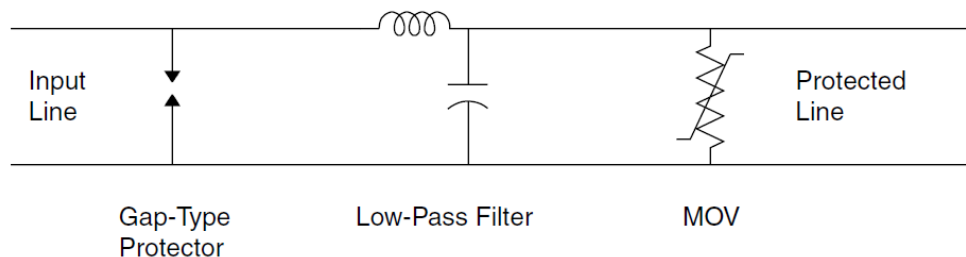 Input
Line
Protected
Line
Gap-Type
Protector
Low-Pass Filter
MOV